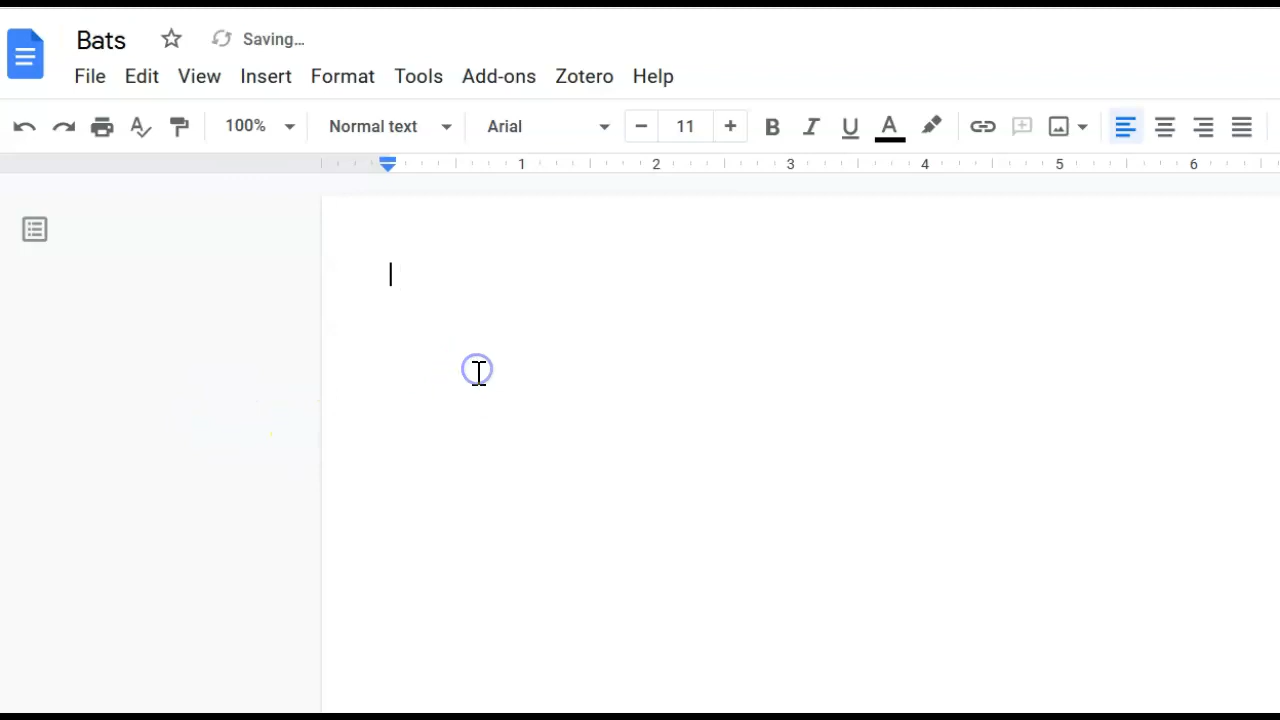 Bats Saving...
File Edit View Insert Format Tools Add-ons Zotero Help
100% Normal text Arial − 11 + B I U A
1 2 3 4 5 6